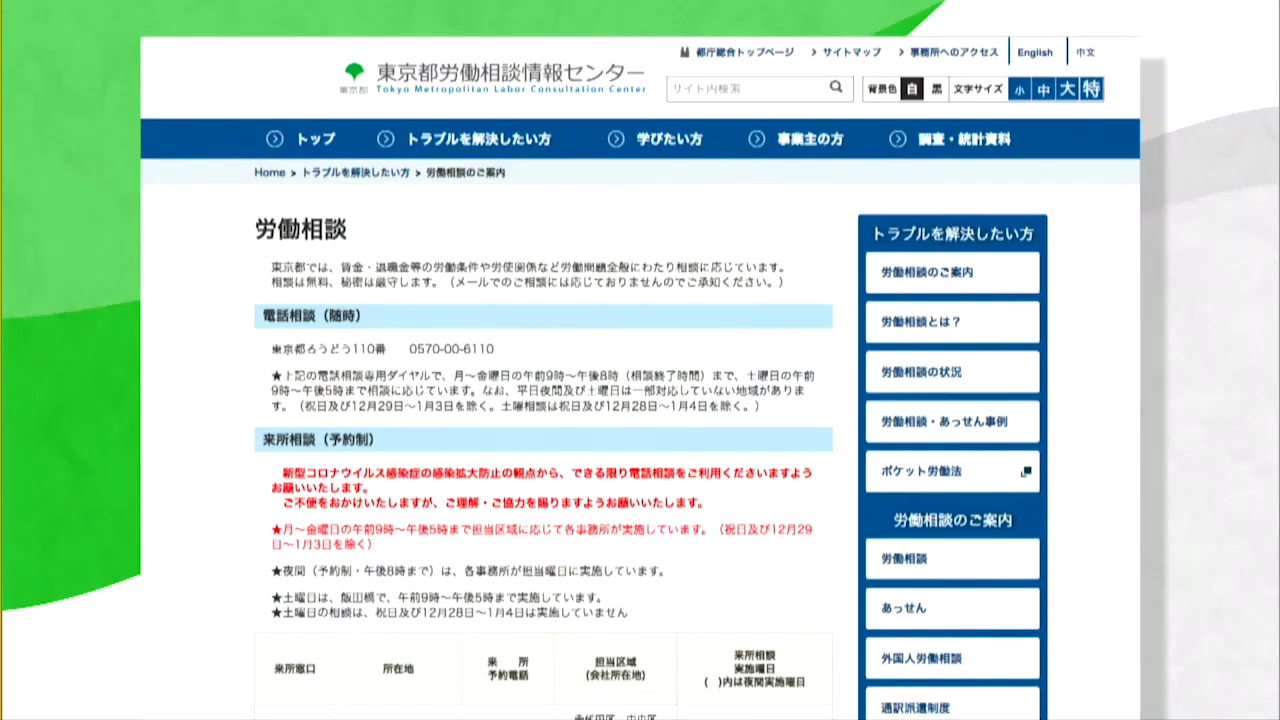 都庁総合トップページ
サイトマップ
事務所へのアクセス
English
中文
東京都
東京都労働相談情報センター
Tokyo Metropolitan Labor Consultation Center
サイト内検索
背景色 白 黒 文字サイズ 小 中 大 特
トップ
トラブルを解決したい方
学びたい方
事業主の方
調査・統計資料
Home > トラブルを解決したい方 > 労働相談のご案内
労働相談
東京都では、賃金・退職金等の労働条件や労使関係など労働問題全般にわたり相談に応じています。
相談は無料、秘密は厳守します。（メールでのご相談には応じておりませんのでご承知ください。）
電話相談（随時）
東京都ろうどう110番 0570-00-6110
★上記の電話相談専用ダイヤルで、月～金曜日の午前9時～午後8時（相談終了時間）まで、土曜日の午前
9時～午後5時まで相談に応じています。なお、平日夜間及び土曜日は一部対応していない地域がありま
す。（祝日及び12月29日～1月3日を除く。土曜相談は祝日及び12月28日～1月4日を除く。）
来所相談（予約制）
新型コロナウイルス感染症の感染拡大防止の観点から、できる限り電話相談をご利用くださいますよう
お願いいたします。
ご不便をおかけいたしますが、ご理解・ご協力を賜りますようお願いいたします。
★月～金曜日の午前9時～午後5時まで担当区域に応じて各事務所が実施しています。（祝日及び12月29
日～1月3日を除く）
★夜間（予約制・午後8時まで）は、各事務所が担当曜日に実施しています。
★土曜日は、飯田橋で、午前9時～午後5時まで実施しています。
★土曜日の相談は、祝日及び12月28日～1月4日は実施していません
来所窓口
所在地
来 所
予約電話
担当区域
(会社所在地)
来所相談
実施曜日
( )内は夜間実施曜日
トラブルを解決したい方
労働相談のご案内
労働相談とは？
労働相談の状況
労働相談・あっせん事例
ポケット労働法
労働相談のご案内
労働相談
あっせん
外国人労働相談
通訳派遣制度